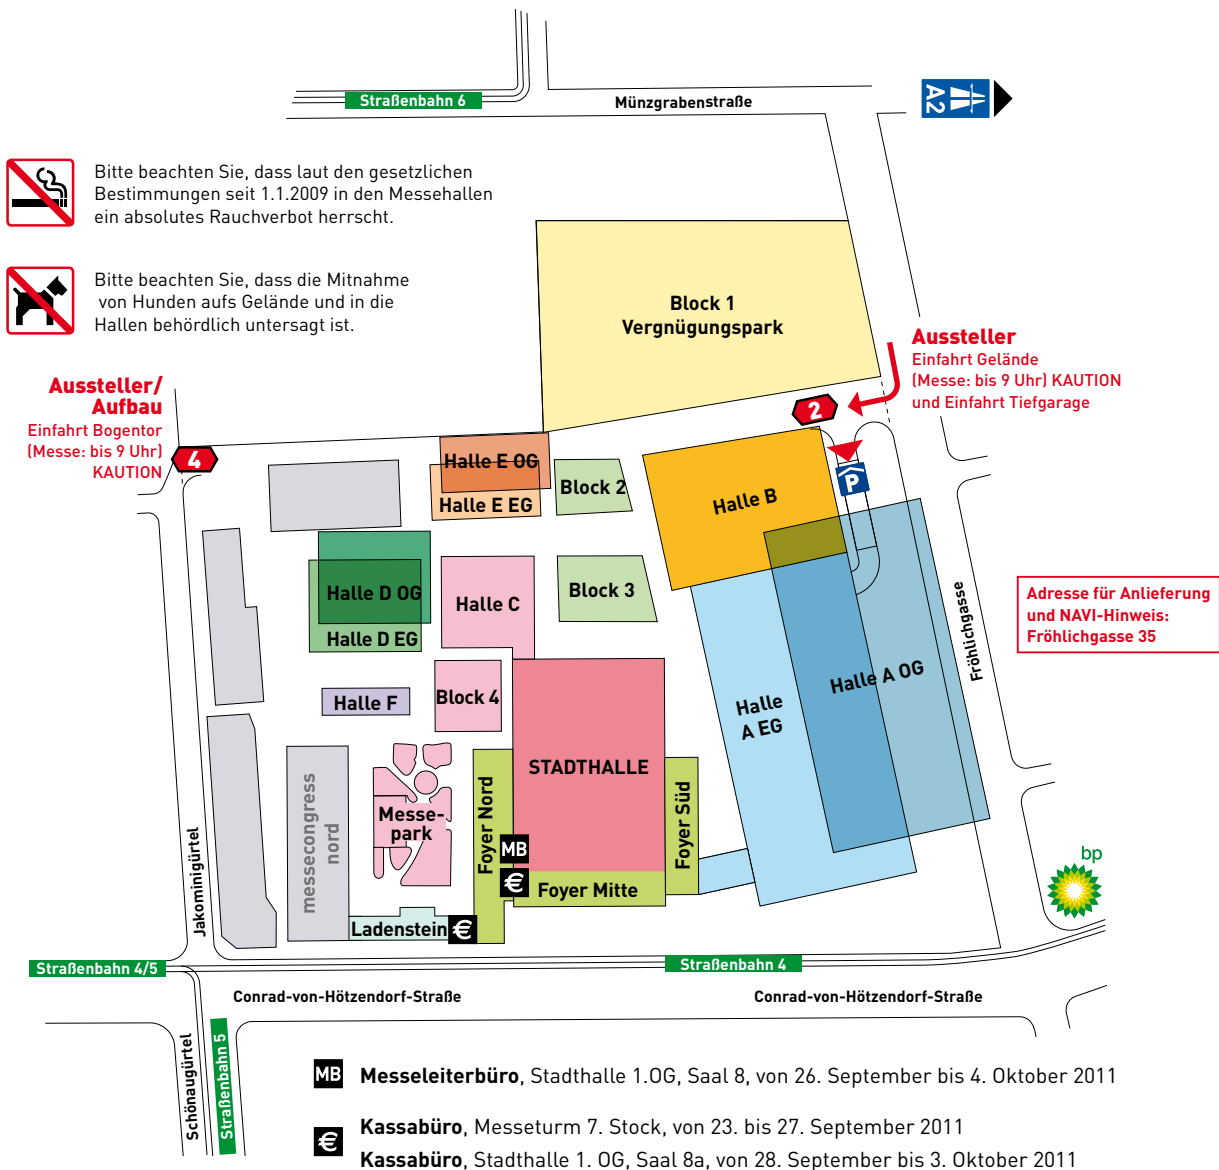 Straßenbahn 6
Münzgrabenstraße
A2
Bitte beachten Sie, dass laut den gesetzlichen
Bestimmungen seit 1.1.2009 in den Messehallen
ein absolutes Rauchverbot herrscht.
Bitte beachten Sie, dass die Mitnahme
von Hunden aufs Gelände und in die
Hallen behördlich untersagt ist.
Block 1
Vergnügungspark
Aussteller
Einfahrt Gelände
(Messe: bis 9 Uhr) KAUTION
und Einfahrt Tiefgarage
2
Aussteller/
Aufbau
Einfahrt Bogentor
(Messe: bis 9 Uhr)
KAUTION
4
Halle E OG
Halle E EG
Block 2
Halle B
P
Halle D OG
Halle D EG
Halle C
Block 3
Fröhlichgasse
Adresse für Anlieferung
und NAVI-Hinweis:
Fröhlichgasse 35
Halle F
Block 4
Halle A OG
Halle
A EG
STADTHALLE
messecongress
nord
Messe-
park
Foyer Nord
Foyer Süd
MB
€
Foyer Mitte
Ladenstein
€
Jakominigürtel
bp
Straßenbahn 4/5
Straßenbahn 4
Conrad-von-Hötzendorf-Straße
Conrad-von-Hötzendorf-Straße
Schönaugürtel
Straßenbahn 5
MB Messeleiterbüro, Stadthalle 1.OG, Saal 8, von 26. September bis 4. Oktober 2011
€ Kassabüro, Messeturm 7. Stock, von 23. bis 27. September 2011
Kassabüro, Stadthalle 1. OG, Saal 8a, von 28. September bis 3. Oktober 2011